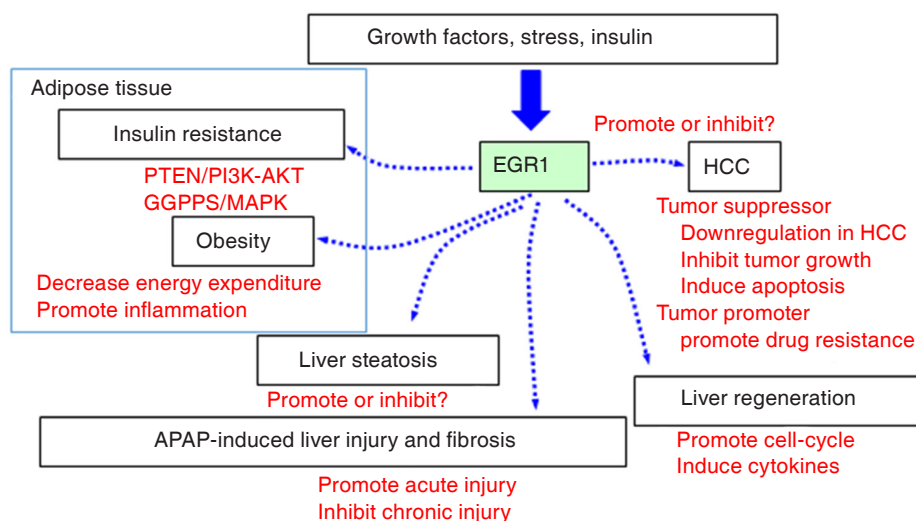 Growth factors, stress, insulin
Adipose tissue
Insulin resistance
PTEN/PI3K-AKT
GGPPS/MAPK
Obesity
Decrease energy expenditure
Promote inflammation
EGR1
Promote or inhibit?
HCC
Tumor suppressor
Downregulation in HCC
Inhibit tumor growth
Induce apoptosis
Tumor promoter
promote drug resistance
Liver steatosis
Promote or inhibit?
APAP-induced liver injury and fibrosis
Promote acute injury
Inhibit chronic injury
Liver regeneration
Promote cell-cycle
Induce cytokines